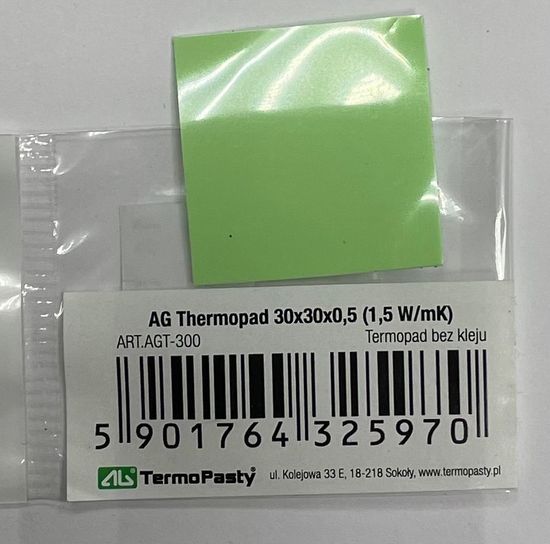 AG Thermopad 30x30x0,5 (1,5 W/mK)
ART.AGT-300 Termopad bez kleju
5 901764 325970
AG TermoPasty ul. Kolejowa 33 E, 18-218 Sokoły, www.termopasty.pl